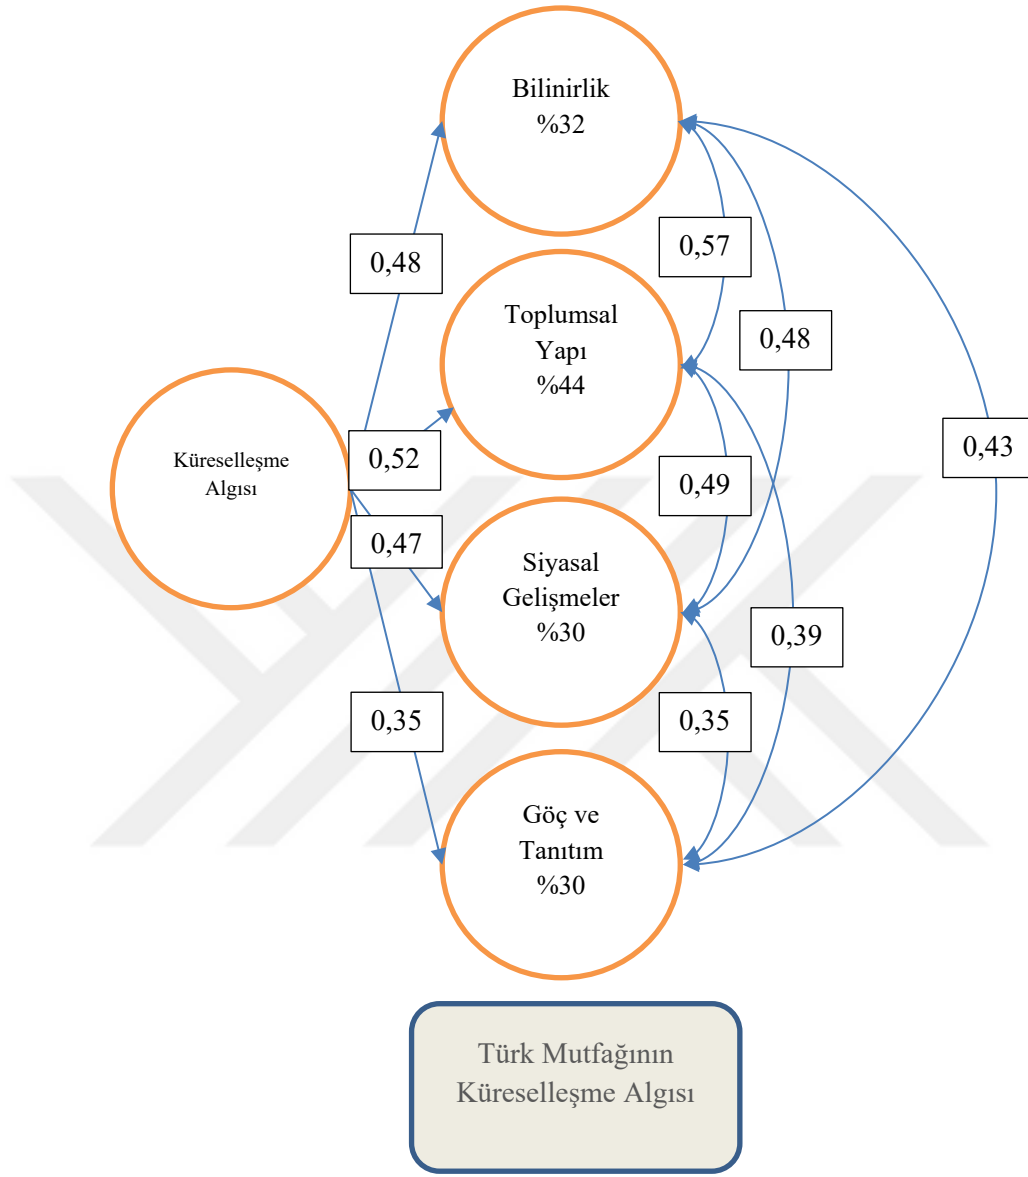 Bilinirlik
%32
0,48
0,57
Toplumsal
Yapı
%44
0,48
Küreselleşme
Algısı
0,52
0,43
0,49
0,47
Siyasal
Gelişmeler
%30
0,39
0,35
0,35
Göç ve
Tanıtım
%30
Türk Mutfağının
Küreselleşme Algısı